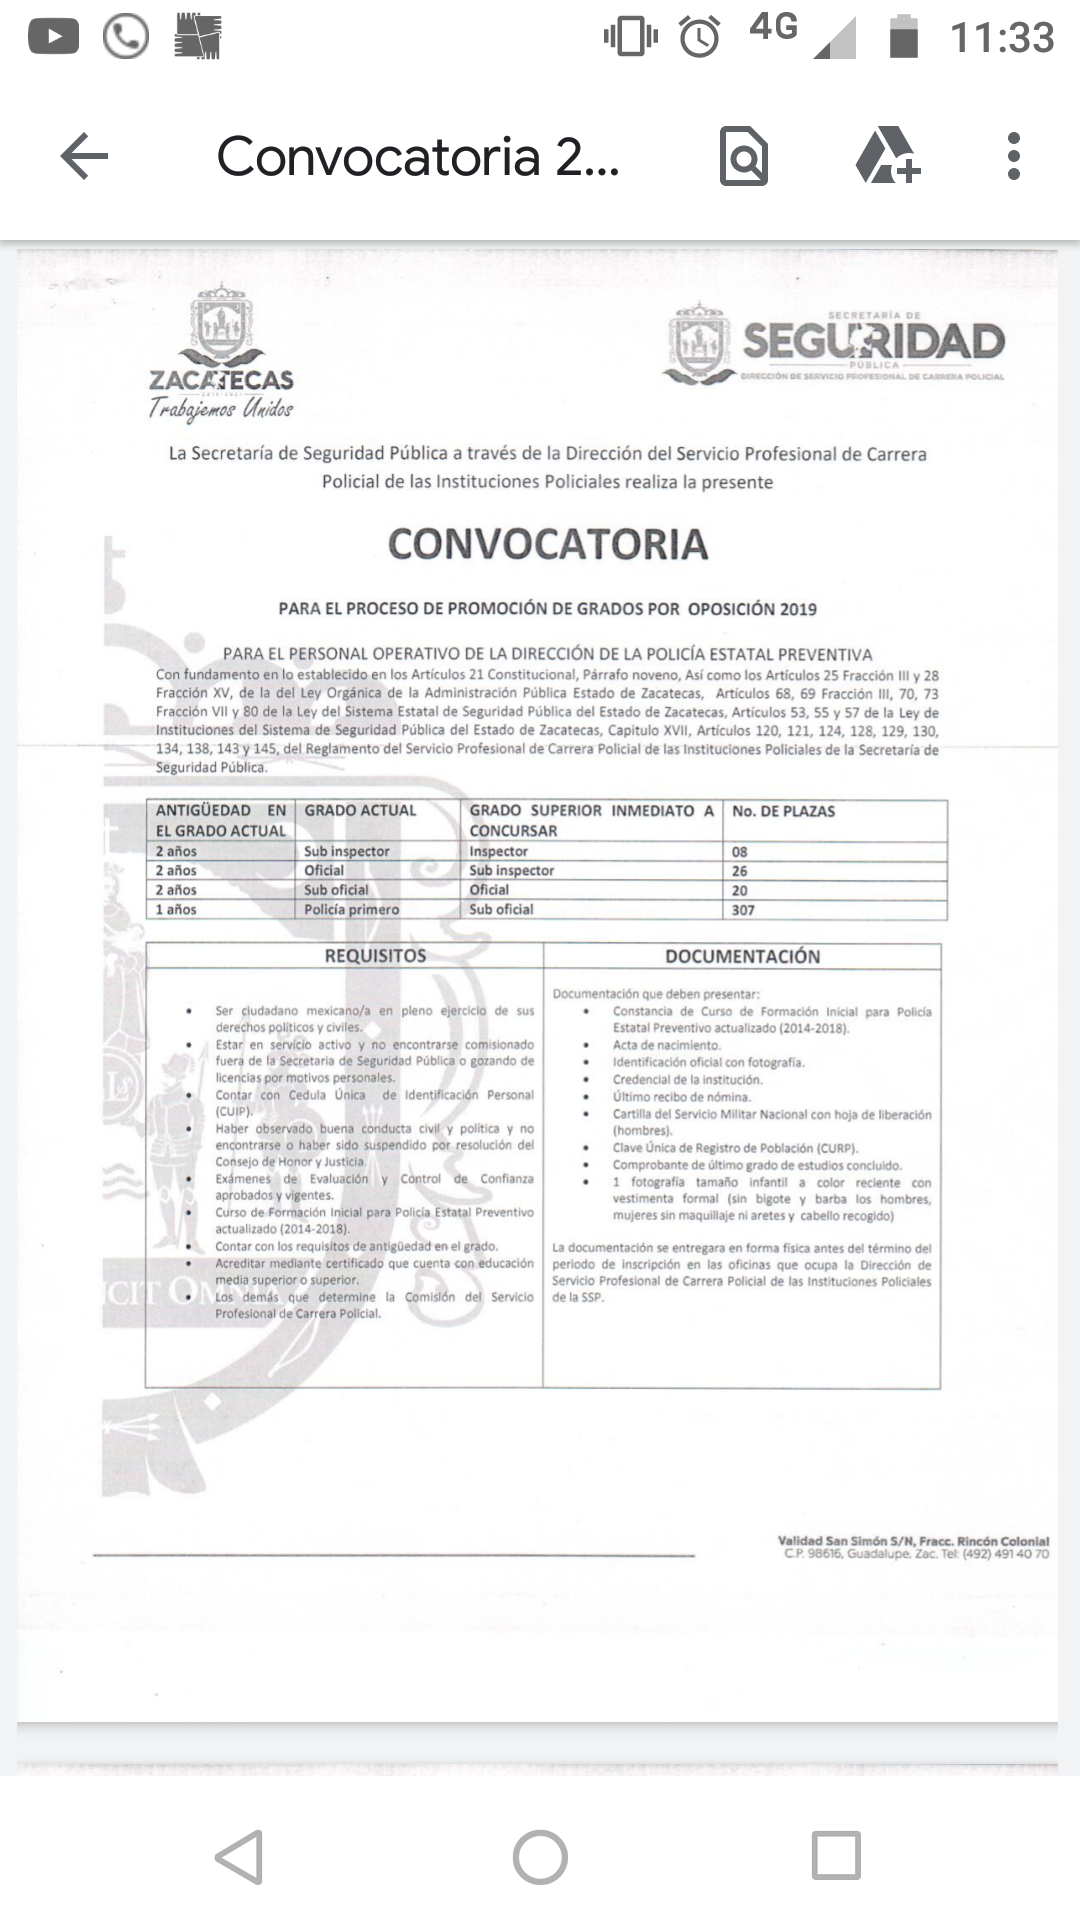 4G 11:33
Convocatoria 2...
ZACATECAS
Trabajemos Unidos
SECRETARÍA DE
SEGURIDAD
PÚBLICA
DIRECCIÓN DE SERVICIO PROFESIONAL DE CARRERA POLICIAL
La Secretaría de Seguridad Pública a través de la Dirección del Servicio Profesional de Carrera
Policial de las Instituciones Policiales realiza la presente
CONVOCATORIA
PARA EL PROCESO DE PROMOCIÓN DE GRADOS POR OPOSICIÓN 2019
PARA EL PERSONAL OPERATIVO DE LA DIRECCIÓN DE LA POLICÍA ESTATAL PREVENTIVA
Con fundamento en lo establecido en los Artículos 21 Constitucional, Párrafo noveno, Así como los Artículos 25 Fracción III y 28
Fracción XV, de la del Ley Orgánica de la Administración Pública Estado de Zacatecas, Artículos 68, 69 Fracción III, 70, 73
Fracción VII y 80 de la Ley del Sistema Estatal de Seguridad Pública del Estado de Zacatecas, Artículos 53, 55 y 57 de la Ley de
Instituciones del Sistema de Seguridad Pública del Estado de Zacatecas, Capitulo XVII, Artículos 120, 121, 124, 128, 129, 130,
134, 138, 143 y 145, del Reglamento del Servicio Profesional de Carrera Policial de las Instituciones Policiales de la Secretaría de
Seguridad Pública.
ANTIGÜEDAD EN EL GRADO ACTUAL GRADO ACTUAL GRADO SUPERIOR INMEDIATO A CONCURSAR No. DE PLAZAS
2 años Sub inspector Inspector 08
2 años Oficial Sub inspector 26
2 años Sub oficial Oficial 20
1 años Policía primero Sub oficial 307
REQUISITOS
• Ser ciudadano mexicano/a en pleno ejercicio de sus
derechos políticos y civiles.
• Estar en servicio activo y no encontrarse comisionado
fuera de la Secretaria de Seguridad Pública o gozando de
licencias por motivos personales.
• Contar con Cedula Única de Identificación Personal
(CUIP).
• Haber observado buena conducta civil y política y no
encontrarse o haber sido suspendido por resolución del
Consejo de Honor y Justicia.
• Exámenes de Evaluación y Control de Confianza
aprobados y vigentes.
• Curso de Formación Inicial para Policía Estatal Preventivo
actualizado (2014-2018).
• Contar con los requisitos de antigüedad en el grado.
• Acreditar mediante certificado que cuenta con educación
media superior o superior.
• Los demás que determine la Comisión del Servicio
Profesional de Carrera Policial.
DOCUMENTACIÓN
Documentación que deben presentar:
• Constancia de Curso de Formación Inicial para Policía
Estatal Preventivo actualizado (2014-2018).
• Acta de nacimiento.
• Identificación oficial con fotografía.
• Credencial de la institución.
• Último recibo de nómina.
• Cartilla del Servicio Militar Nacional con hoja de liberación
(hombres).
• Clave Única de Registro de Población (CURP).
• Comprobante de último grado de estudios concluido.
• 1 fotografía tamaño infantil a color reciente con
vestimenta formal (sin bigote y barba los hombres,
mujeres sin maquillaje ni aretes y cabello recogido)
La documentación se entregara en forma física antes del término del
periodo de inscripción en las oficinas que ocupa la Dirección de
Servicio Profesional de Carrera Policial de las Instituciones Policiales
de la SSP.
Validad San Simón S/N, Fracc. Rincón Colonial
C.P. 98616, Guadalupe, Zac. Tel: (492) 491 40 70